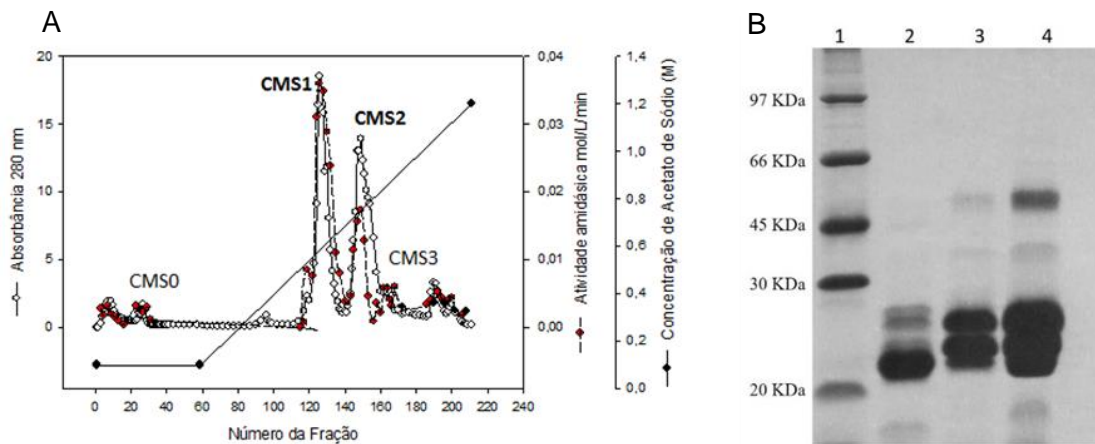 A
20
15
10
5
0
Absorbância 280 nm
CMS0
CMS1
CMS2
CMS3
0,04
0,03
0,02
0,01
0,00
Atividade amidásica mol/L/min
1,4
1,2
1,0
0,8
0,6
0,4
0,2
0,0
Concentração de Acetato de Sódio (M)
0 20 40 60 80 100 120 140 160 180 200 220 240
Número da Fração
B
1 2 3 4
97 KDa
66 KDa
45 KDa
30 KDa
20 KDa